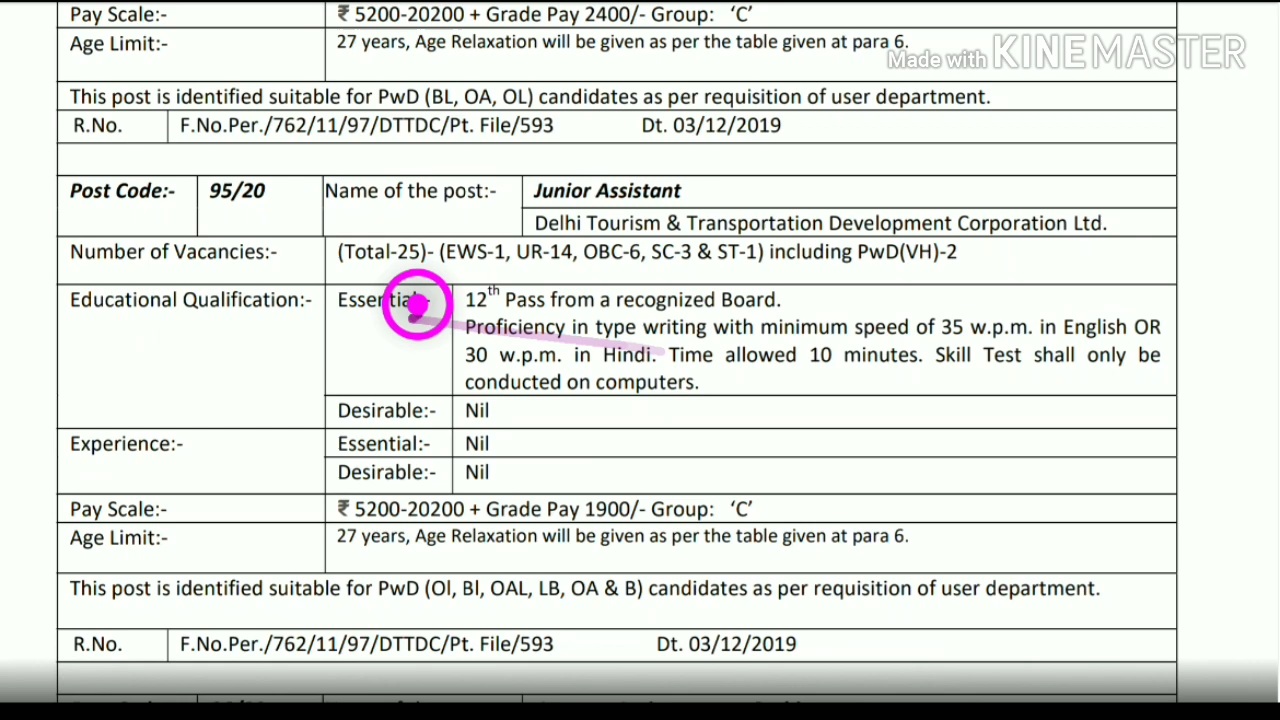 Pay Scale:- ₹ 5200-20200 + Grade Pay 2400/- Group: ‘C’
Age Limit:- 27 years, Age Relaxation will be given as per the table given at para 6.
Made with KINEMASTER
This post is identified suitable for PwD (BL, OA, OL) candidates as per requisition of user department.
R.No. F.No.Per./762/11/97/DTTDC/Pt. File/593 Dt. 03/12/2019
Post Code:- 95/20 Name of the post:- Junior Assistant
Delhi Tourism & Transportation Development Corporation Ltd.
Number of Vacancies:- (Total-25)- (EWS-1, UR-14, OBC-6, SC-3 & ST-1) including PwD(VH)-2
Educational Qualification:- Essential:- 12th Pass from a recognized Board.
Proficiency in type writing with minimum speed of 35 w.p.m. in English OR
30 w.p.m. in Hindi. Time allowed 10 minutes. Skill Test shall only be
conducted on computers.
Desirable:- Nil
Experience:- Essential:- Nil
Desirable:- Nil
Pay Scale:- ₹ 5200-20200 + Grade Pay 1900/- Group: ‘C’
Age Limit:- 27 years, Age Relaxation will be given as per the table given at para 6.
This post is identified suitable for PwD (Ol, Bl, OAL, LB, OA & B) candidates as per requisition of user department.
R.No. F.No.Per./762/11/97/DTTDC/Pt. File/593 Dt. 03/12/2019